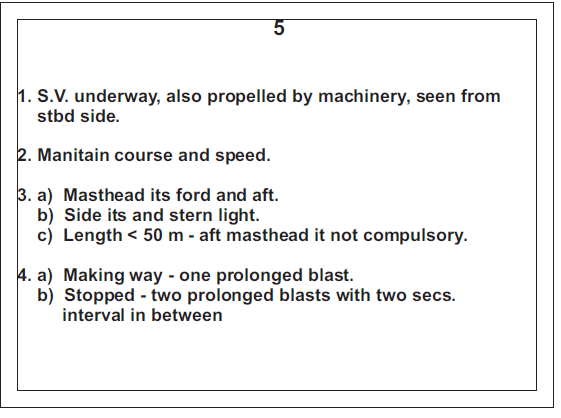 5
1. S.V. underway, also propelled by machinery, seen from
stbd side.
2. Manitain course and speed.
3. a) Masthead its ford and aft.
b) Side its and stern light.
c) Length < 50 m - aft masthead it not compulsory.
4. a) Making way - one prolonged blast.
b) Stopped - two prolonged blasts with two secs.
interval in between